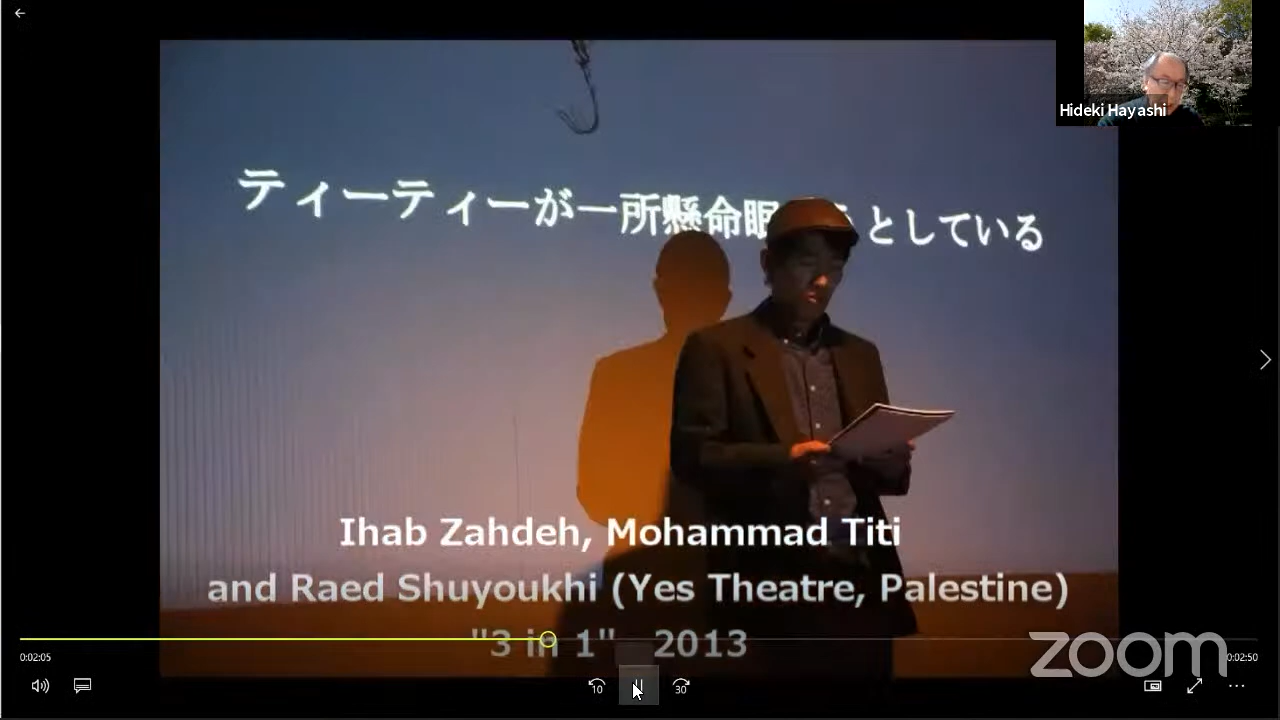 Hideki Hayashi
ティーティーが一所懸命眠 うとしている
Ihab Zahdeh, Mohammad Titi
and Raed Shuyoukhi (Yes Theatre, Palestine)
"3 in 1" 2013
0:02:05
0:02:50
10
30
zoom